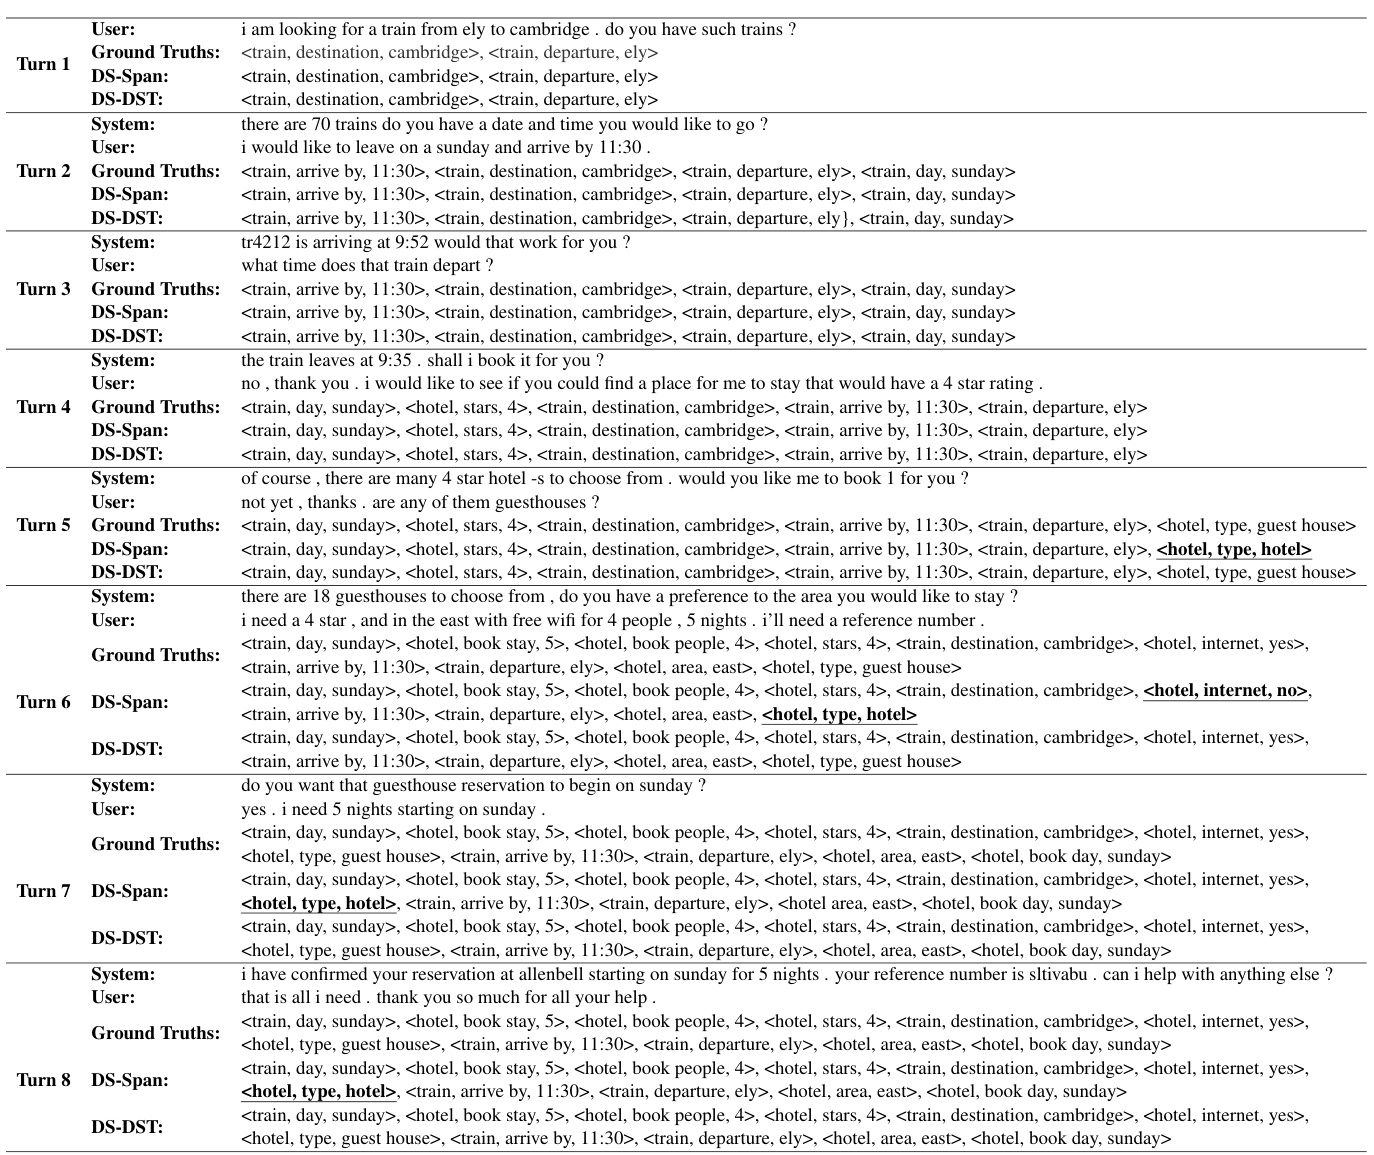 User: i am looking for a train from ely to cambridge . do you have such trains ?
Turn 1 Ground Truths: <train, destination, cambridge>, <train, departure, ely>
DS-Span: <train, destination, cambridge>, <train, departure, ely>
DS-DST: <train, destination, cambridge>, <train, departure, ely>
System: there are 70 trains do you have a date and time you would like to go ?
User: i would like to leave on a sunday and arrive by 11:30 .
Turn 2 Ground Truths: <train, arrive by, 11:30>, <train, destination, cambridge>, <train, departure, ely>, <train, day, sunday>
DS-Span: <train, arrive by, 11:30>, <train, destination, cambridge>, <train, departure, ely>, <train, day, sunday>
DS-DST: <train, arrive by, 11:30>, <train, destination, cambridge>, <train, departure, ely}, <train, day, sunday>
System: tr4212 is arriving at 9:52 would that work for you ?
User: what time does that train depart ?
Turn 3 Ground Truths: <train, arrive by, 11:30>, <train, destination, cambridge>, <train, departure, ely>, <train, day, sunday>
DS-Span: <train, arrive by, 11:30>, <train, destination, cambridge>, <train, departure, ely>, <train, day, sunday>
DS-DST: <train, arrive by, 11:30>, <train, destination, cambridge>, <train, departure, ely>, <train, day, sunday>
System: the train leaves at 9:35 . shall i book it for you ?
User: no , thank you . i would like to see if you could find a place for me to stay that would have a 4 star rating .
Turn 4 Ground Truths: <train, day, sunday>, <hotel, stars, 4>, <train, destination, cambridge>, <train, arrive by, 11:30>, <train, departure, ely>
DS-Span: <train, day, sunday>, <hotel, stars, 4>, <train, destination, cambridge>, <train, arrive by, 11:30>, <train, departure, ely>
DS-DST: <train, day, sunday>, <hotel, stars, 4>, <train, destination, cambridge>, <train, arrive by, 11:30>, <train, departure, ely>
System: of course , there are many 4 star hotel -s to choose from . would you like me to book 1 for you ?
User: not yet , thanks . are any of them guesthouses ?
Turn 5 Ground Truths: <train, day, sunday>, <hotel, stars, 4>, <train, destination, cambridge>, <train, arrive by, 11:30>, <train, departure, ely>, <hotel, type, guest house>
DS-Span: <train, day, sunday>, <hotel, stars, 4>, <train, destination, cambridge>, <train, arrive by, 11:30>, <train, departure, ely>, <hotel, type, hotel>
DS-DST: <train, day, sunday>, <hotel, stars, 4>, <train, destination, cambridge>, <train, arrive by, 11:30>, <train, departure, ely>, <hotel, type, guest house>
System: there are 18 guesthouses to choose from , do you have a preference to the area you would like to stay ?
User: i need a 4 star , and in the east with free wifi for 4 people , 5 nights . i'll need a reference number .
Ground Truths: <train, day, sunday>, <hotel, book stay, 5>, <hotel, book people, 4>, <hotel, stars, 4>, <train, destination, cambridge>, <hotel, internet, yes>,
<train, arrive by, 11:30>, <train, departure, ely>, <hotel, area, east>, <hotel, type, guest house>
Turn 6 DS-Span: <train, day, sunday>, <hotel, book stay, 5>, <hotel, book people, 4>, <hotel, stars, 4>, <train, destination, cambridge>, <hotel, internet, no>,
<train, arrive by, 11:30>, <train, departure, ely>, <hotel, area, east>, <hotel, type, hotel>
DS-DST: <train, day, sunday>, <hotel, book stay, 5>, <hotel, book people, 4>, <hotel, stars, 4>, <train, destination, cambridge>, <hotel, internet, yes>,
<train, arrive by, 11:30>, <train, departure, ely>, <hotel, area, east>, <hotel, type, guest house>
System: do you want that guesthouse reservation to begin on sunday ?
User: yes . i need 5 nights starting on sunday .
Ground Truths: <train, day, sunday>, <hotel, book stay, 5>, <hotel, book people, 4>, <hotel, stars, 4>, <train, destination, cambridge>, <hotel, internet, yes>,
<hotel, type, guest house>, <train, arrive by, 11:30>, <train, departure, ely>, <hotel, area, east>, <hotel, book day, sunday>
Turn 7 DS-Span: <train, day, sunday>, <hotel, book stay, 5>, <hotel, book people, 4>, <hotel, stars, 4>, <train, destination, cambridge>, <hotel, internet, yes>,
<hotel, type, hotel>, <train, arrive by, 11:30>, <train, departure, ely>, <hotel area, east>, <hotel, book day, sunday>
DS-DST: <train, day, sunday>, <hotel, book stay, 5>, <hotel, book people, 4>, <hotel, stars, 4>, <train, destination, cambridge>, <hotel, internet, yes>,
<hotel, type, guest house>, <train, arrive by, 11:30>, <train, departure, ely>, <hotel, area, east>, <hotel, book day, sunday>
System: i have confirmed your reservation at allenbell starting on sunday for 5 nights . your reference number is sltivabu . can i help with anything else ?
User: that is all i need . thank you so much for all your help .
Ground Truths: <train, day, sunday>, <hotel, book stay, 5>, <hotel, book people, 4>, <hotel, stars, 4>, <train, destination, cambridge>, <hotel, internet, yes>,
<hotel, type, guest house>, <train, arrive by, 11:30>, <train, departure, ely>, <hotel, area, east>, <hotel, book day, sunday>
Turn 8 DS-Span: <train, day, sunday>, <hotel, book stay, 5>, <hotel, book people, 4>, <hotel, stars, 4>, <train, destination, cambridge>, <hotel, internet, yes>,
<hotel, type, hotel>, <train, arrive by, 11:30>, <train, departure, ely>, <hotel, area, east>, <hotel, book day, sunday>
DS-DST: <train, day, sunday>, <hotel, book stay, 5>, <hotel, book people, 4>, <hotel, stars, 4>, <train, destination, cambridge>, <hotel, internet, yes>,
<hotel, type, guest house>, <train, arrive by, 11:30>, <train, departure, ely>, <hotel, area, east>, <hotel, book day, sunday>